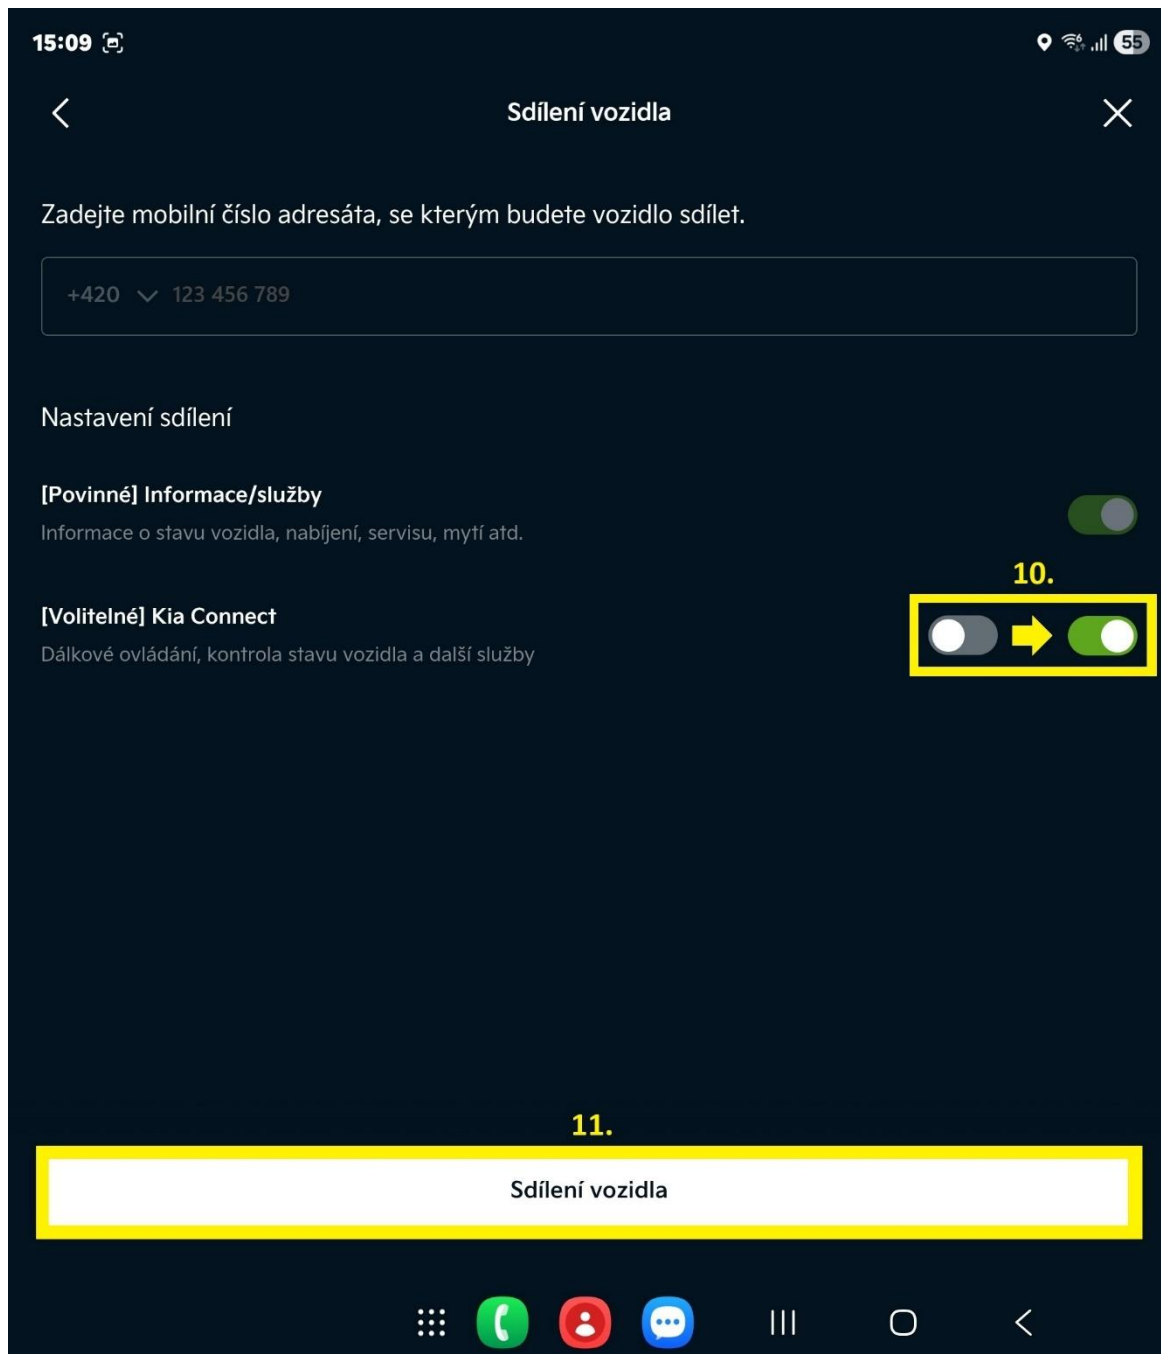 15:09
55
Sdílení vozidla
Zadejte mobilní číslo adresáta, se kterým budete vozidlo sdílet.
+420 123 456 789
Nastavení sdílení
[Povinné] Informace/služby
Informace o stavu vozidla, nabíjení, servisu, mytí atd.
10.
[Volitelné] Kia Connect
Dálkové ovládání, kontrola stavu vozidla a další služby
11.
Sdílení vozidla